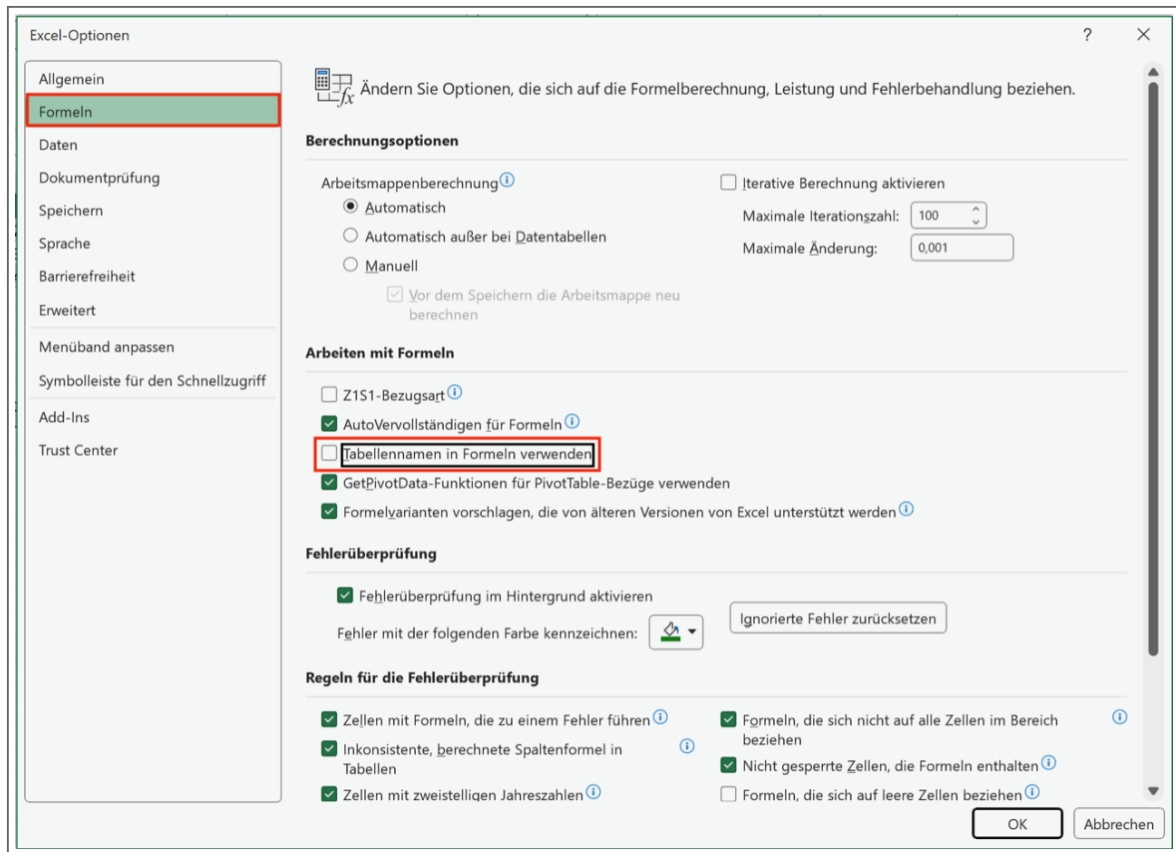 Excel-Optionen
?
Allgemein
Formeln
Daten
Dokumentprüfung
Speichern
Sprache
Barrierefreiheit
Erweitert
Menüband anpassen
Symbolleiste für den Schnellzugriff
Add-Ins
Trust Center
Ändern Sie Optionen, die sich auf die Formelberechnung, Leistung und Fehlerbehandlung beziehen.
Berechnungsoptionen
Arbeitsmappenberechnung
Automatisch
Automatisch außer bei Datentabellen
Manuell
Vor dem Speichern die Arbeitsmappe neu
berechnen
Iterative Berechnung aktivieren
Maximale Iterationszahl: 100
Maximale Änderung: 0,001
Arbeiten mit Formeln
Z1S1-Bezugsart
AutoVervollständigen für Formeln
Tabellennamen in Formeln verwenden
GetPivotData-Funktionen für PivotTable-Bezüge verwenden
Formelvarianten vorschlagen, die von älteren Versionen von Excel unterstützt werden
Fehlerüberprüfung
Fehlerüberprüfung im Hintergrund aktivieren
Fehler mit der folgenden Farbe kennzeichnen:
Ignorierte Fehler zurücksetzen
Regeln für die Fehlerüberprüfung
Zellen mit Formeln, die zu einem Fehler führen
Inkonsistente, berechnete Spaltenformel in
Tabellen
Zellen mit zweistelligen Jahreszahlen
Formeln, die sich nicht auf alle Zellen im Bereich
beziehen
Nicht gesperrte Zellen, die Formeln enthalten
Formeln, die sich auf leere Zellen beziehen
OK
Abbrechen